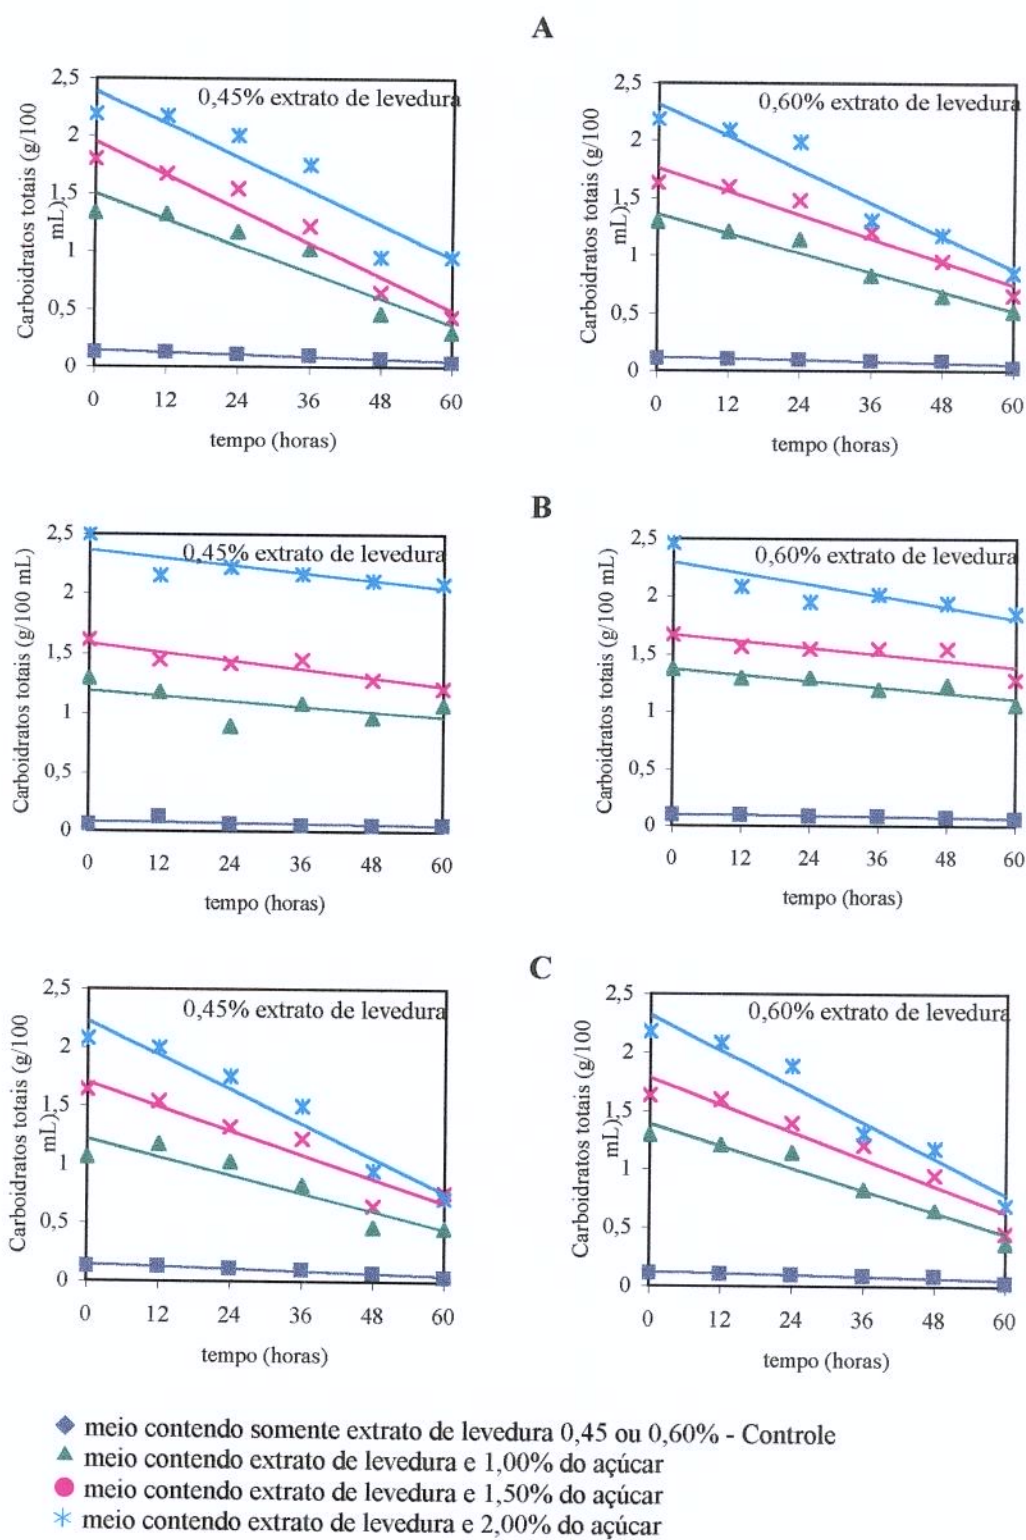 A
0,45% extrato de levedura
Carboidratos totais (g/100
mL)
2,5
2
1,5
1
0,5
0
0 12 24 36 48 60
tempo (horas)
0,60% extrato de levedura
Carboidratos totais (g/100
mL)
2,5
2
1,5
1
0,5
0
0 12 24 36 48 60
tempo (horas)
B
0,45% extrato de levedura
Carboidratos totais (g/100 mL)
2,5
2
1,5
1
0,5
0
0 12 24 36 48 60
tempo (horas)
0,60% extrato de levedura
Carboidratos totais (g/100 mL)
2,5
2
1,5
1
0,5
0
0 12 24 36 48 60
tempo (horas)
C
0,45% extrato de levedura
Carboidratos totais (g/100
mL)
2,5
2
1,5
1
0,5
0
0 12 24 36 48 60
tempo (horas)
0,60% extrato de levedura
Carboidratos totais (g/100
mL)
2,5
2
1,5
1
0,5
0
0 12 24 36 48 60
tempo (horas)
meio contendo somente extrato de levedura 0,45 ou 0,60% - Controle
meio contendo extrato de levedura e 1,00% do açúcar
meio contendo extrato de levedura e 1,50% do açúcar
meio contendo extrato de levedura e 2,00% do açúcar